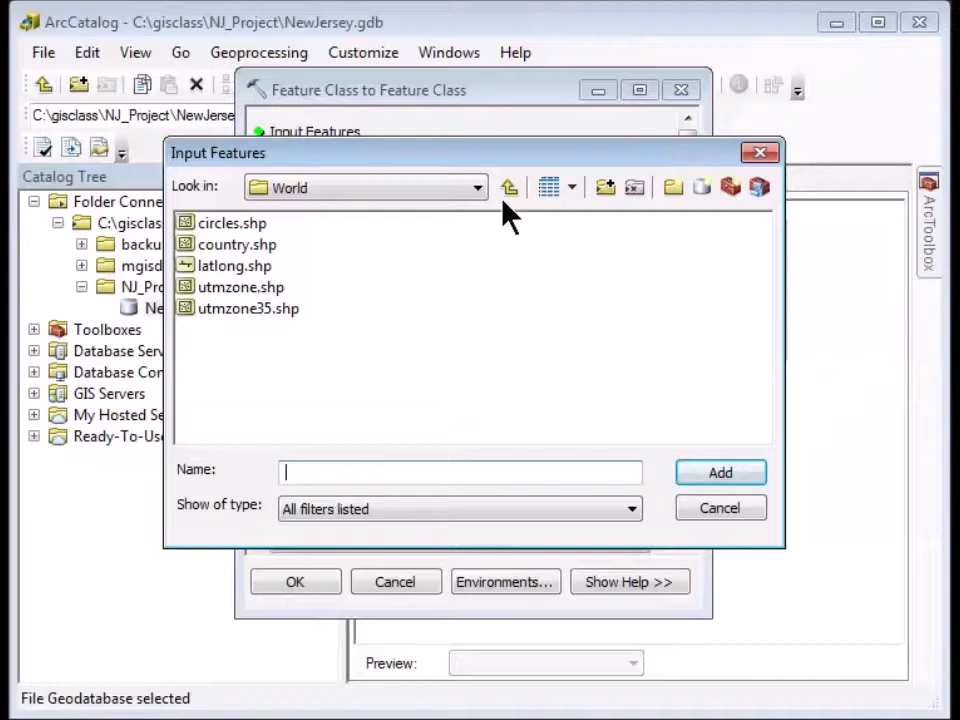 ArcCatalog - C:\gisclass\NJ_Project\NewJersey.gdb
File Edit View Go Geoprocessing Customize Windows Help
Feature Class to Feature Class
C:\gisclass\NJ_Project\NewJerse
Input Features
Input Features
Catalog Tree
Look in: World
Folder Conne
C:\gisclas
backu
mgisd
NJ_Prc
Ne
Toolboxes
Database Serv
Database Con
GIS Servers
My Hosted Se
Ready-To-Use
circles.shp
country.shp
latlong.shp
utmzone.shp
utmzone35.shp
ArcToolbox
Name:
Add
Show of type: All filters listed
Cancel
OK Cancel Environments... Show Help >>
Preview:
File Geodatabase selected